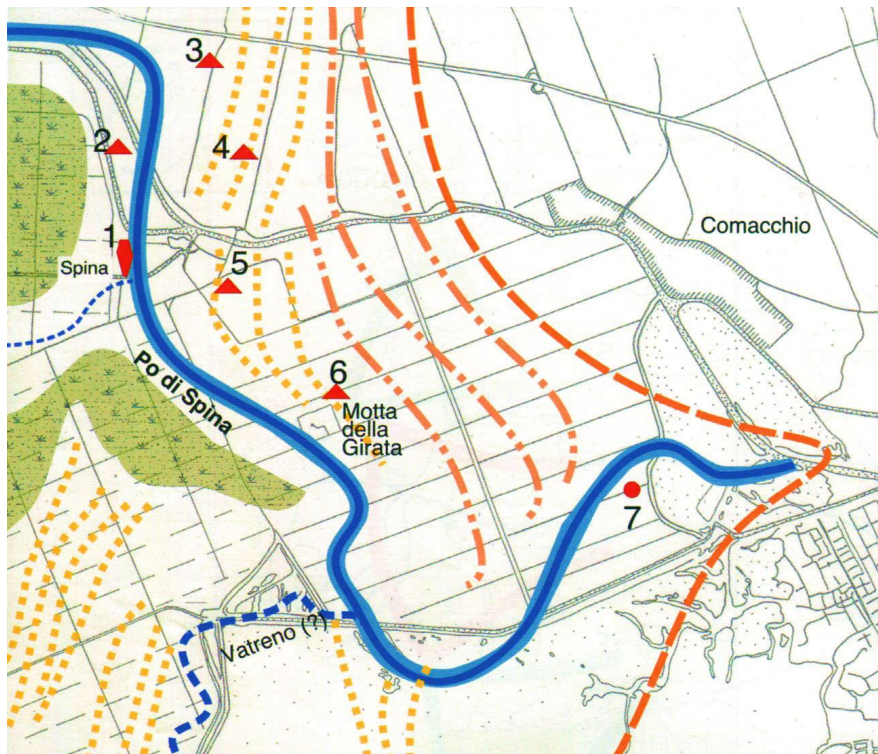 3
2
4
1
Spina
5
Comacchio
Po di Spina
6
Motta
della
Girata
7
Vatreno (?)